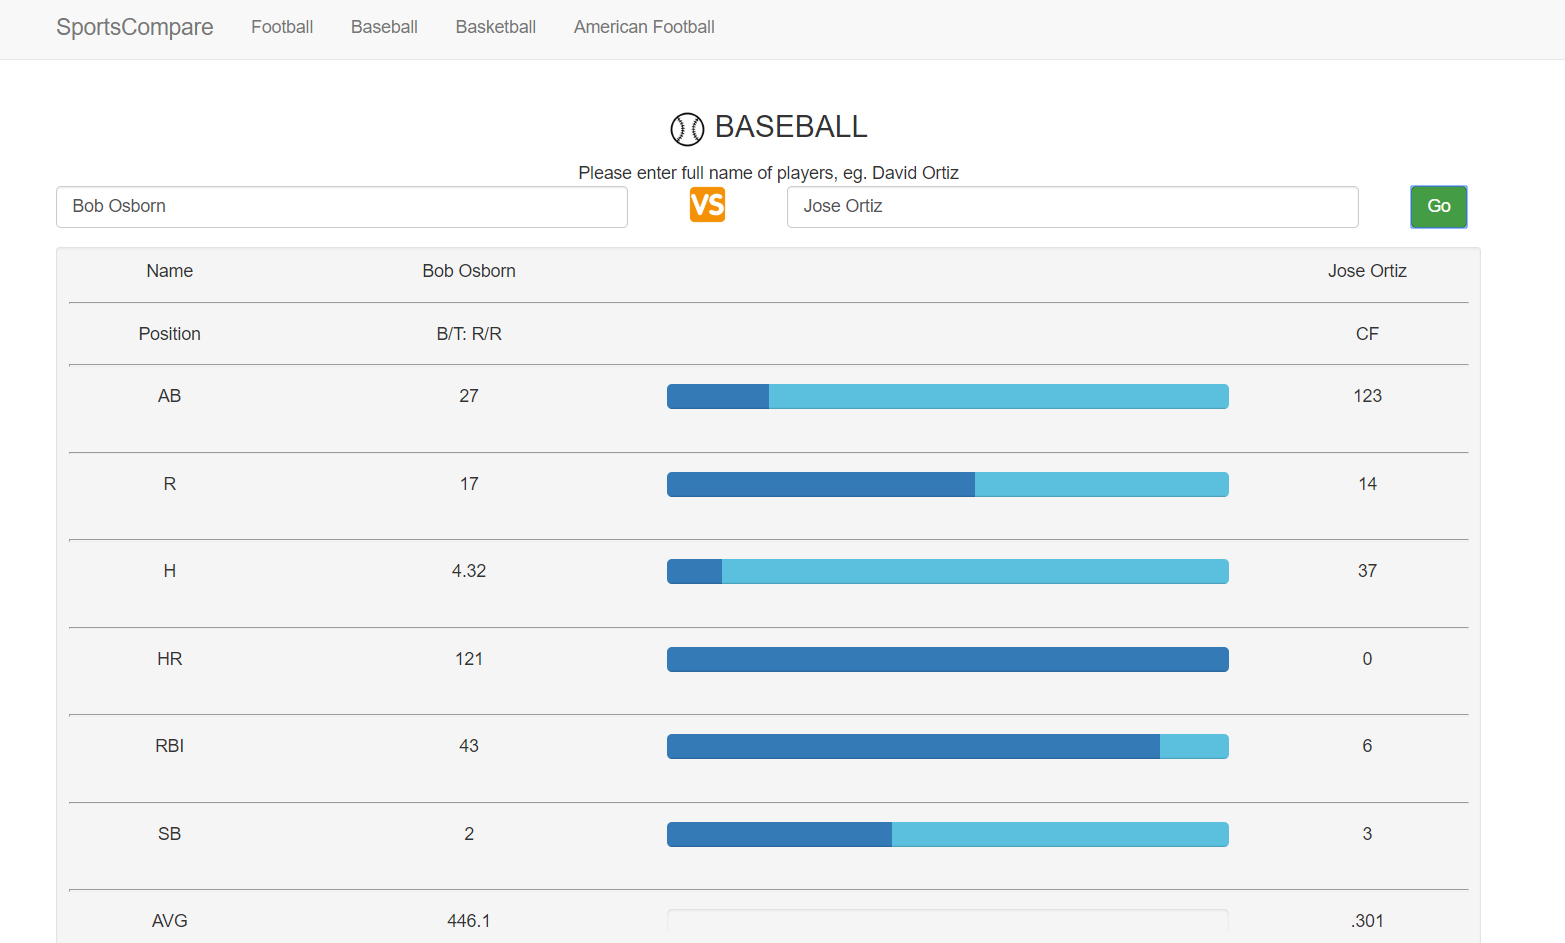 SportsCompare Football Baseball Basketball American Football
BASEBALL
Please enter full name of players, eg. David Ortiz
Bob Osborn VS Jose Ortiz Go
Name Bob Osborn Jose Ortiz
Position B/T: R/R CF
AB 27 123
R 17 14
H 4.32 37
HR 121 0
RBI 43 6
SB 2 3
AVG 446.1 .301